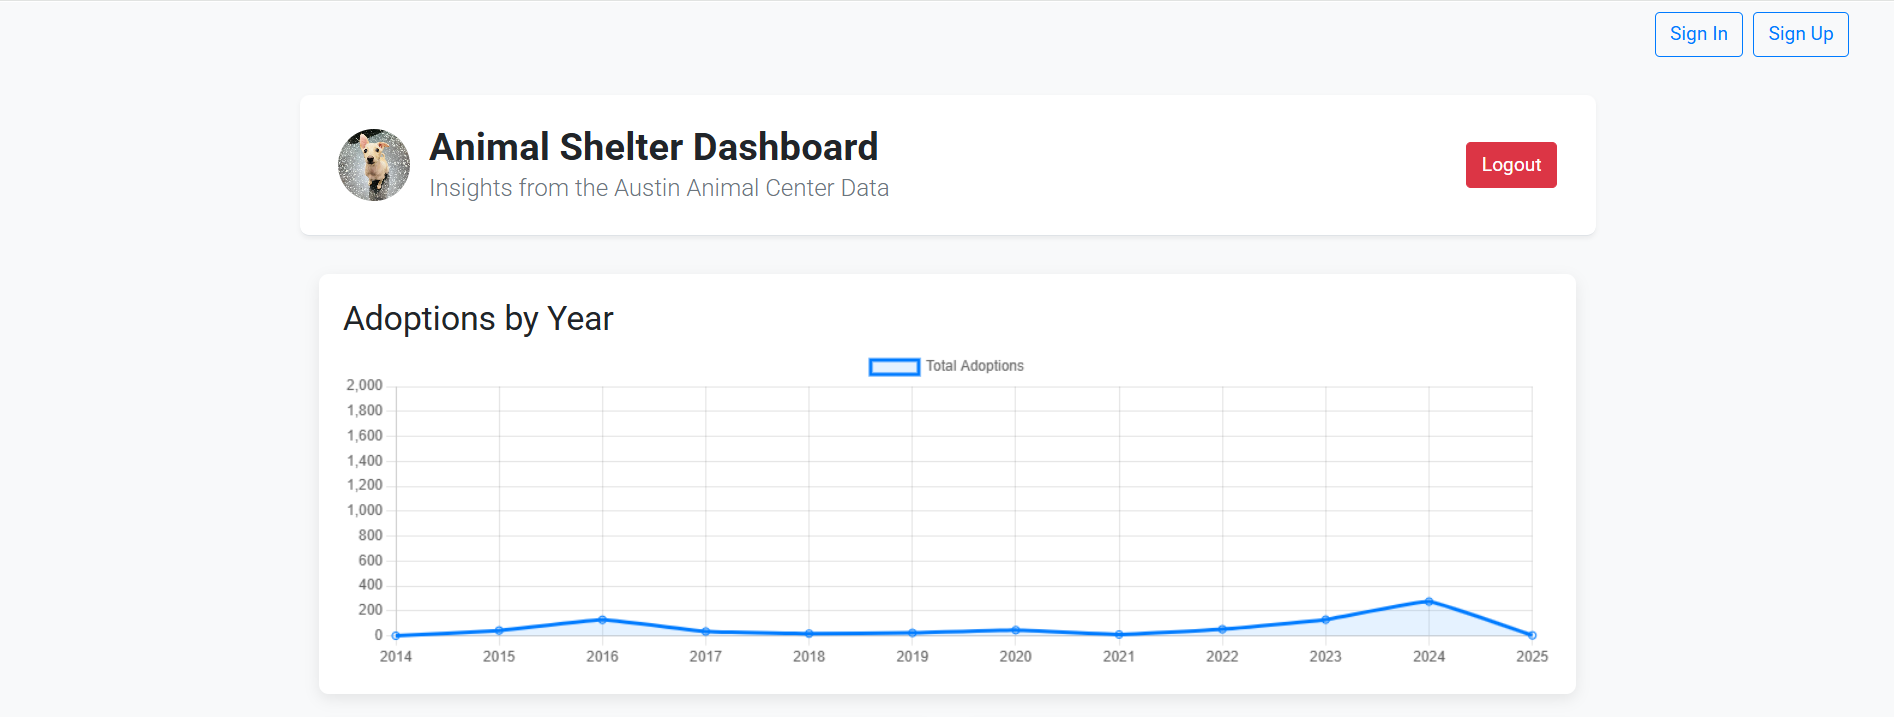 Sign In Sign Up
Animal Shelter Dashboard
Insights from the Austin Animal Center Data
Logout
Adoptions by Year
Total Adoptions
2,000
1,800
1,600
1,400
1,200
1,000
800
600
400
200
0
2014 2015 2016 2017 2018 2019 2020 2021 2022 2023 2024 2025